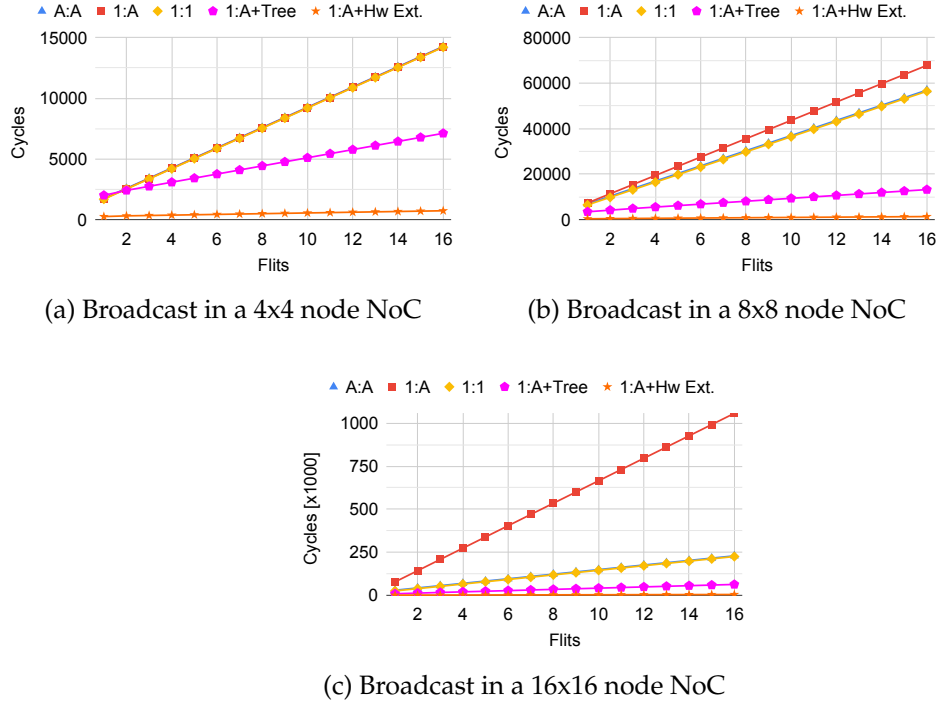 A:A 1:A 1:1 1:A+Tree 1:A+Hw Ext.
15000
10000
5000
0
Cycles
2 4 6 8 10 12 14 16
Flits
(a) Broadcast in a 4x4 node NoC
A:A 1:A 1:1 1:A+Tree 1:A+Hw Ext.
80000
60000
40000
20000
0
Cycles
2 4 6 8 10 12 14 16
Flits
(b) Broadcast in a 8x8 node NoC
A:A 1:A 1:1 1:A+Tree 1:A+Hw Ext.
1000
750
500
250
0
Cycles [x1000]
2 4 6 8 10 12 14 16
Flits
(c) Broadcast in a 16x16 node NoC